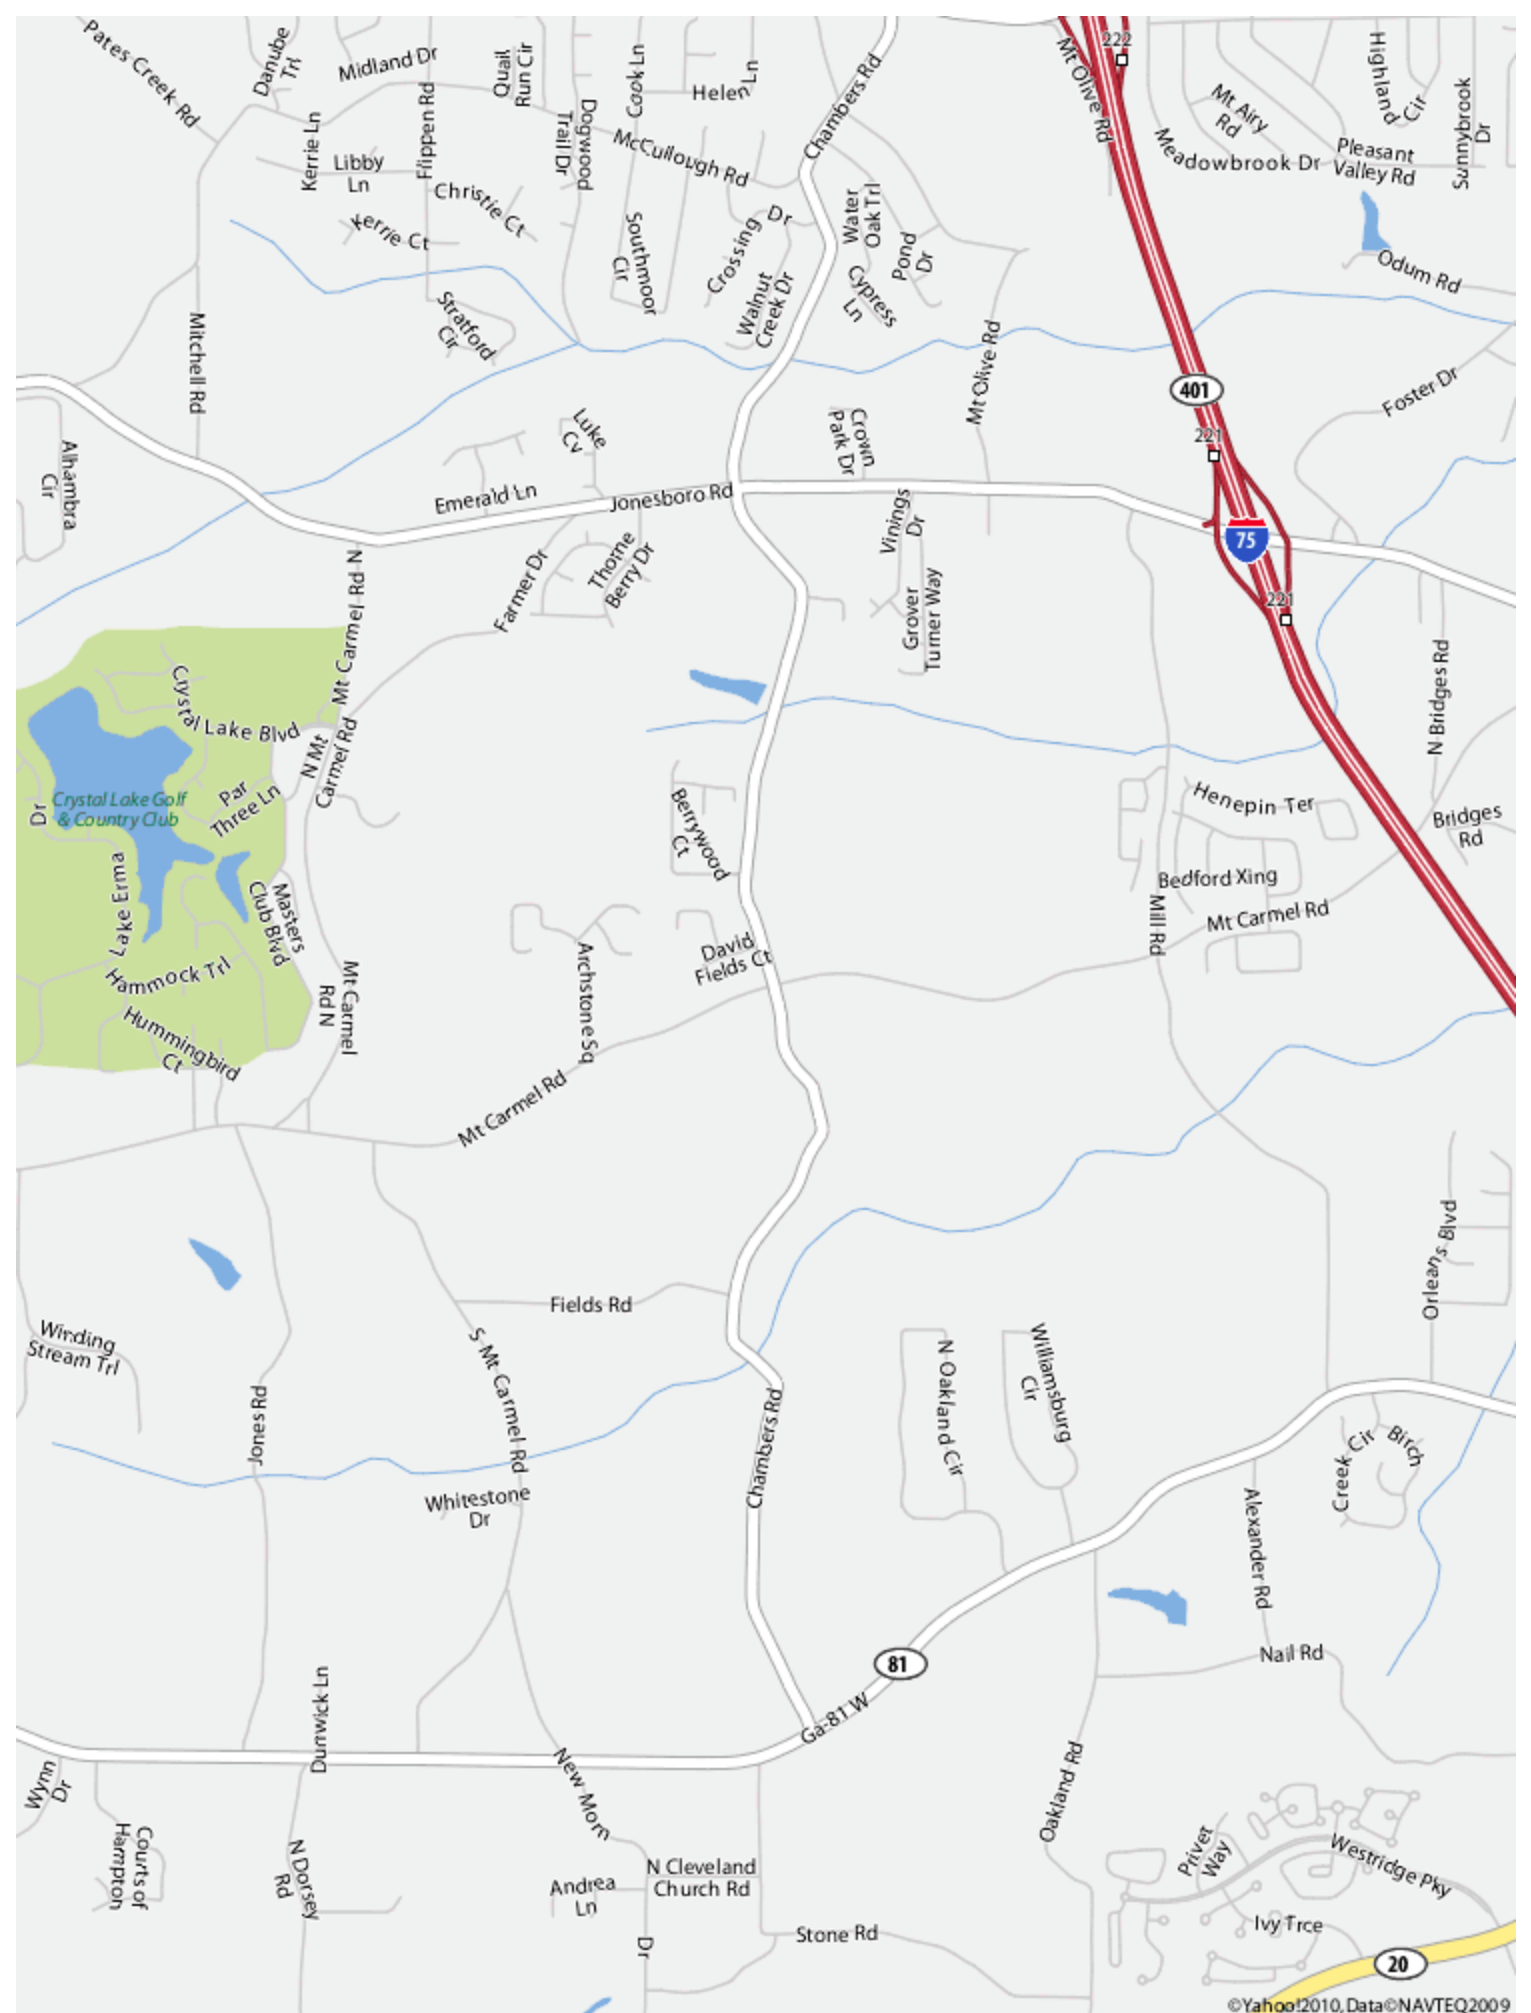 Pates Creek Rd
Danube
Trl
Midland Dr
Quail
Run Cir
Cook Ln
Helen Ln
Chambers Rd
Mt Olive Rd
222
Highland
Cir
Mt Airy
Rd
Sunnybrook
Dr
Kerrie Ln
Flippen Rd
Dogwood
Trail Dr
McCullough Rd
Meadowbrook Dr
Pleasant
Valley Rd
Libby
Ln
Christie Ct
Kerrie Ct
Southmoor
Cir
Crossing Dr
Water
Oak Trl
Pond
Dr
Walnut
Creek Dr
Cypress
Ln
Odum Rd
Mitchell Rd
Stratford
Cir
Mt Olive Rd
401
Foster Dr
Alhambra
Cir
Luke
Cv
Crown
Park Dr
221
Emerald Ln
Jonesboro Rd
Vinings
Dr
75
Mt Carmel Rd N
Farmer Dr
Thorne
Berry Dr
Grover
Turner Way
221
N Bridges Rd
Crystal Lake Blvd
N Mt
Carmel Rd
Par
Three Ln
Crystal Lake Golf
& Country Club
Lake Erma
Dr
Berrywood
Ct
Henepin Ter
Bridges
Rd
Bedford Xing
Mt Carmel Rd
Mill Rd
Masters
Club Blvd
Hammock Trl
David
Fields Ct
Archstone Sq
Mt Carmel
Rd N
Hummingbird
Ct
Mt Carmel Rd
Orleans Blvd
Fields Rd
Winding
Stream Trl
S Mt Carmel Rd
Jones Rd
Chambers Rd
N Oakland Cir
Williamsburg
Cir
Birch
Creek Cir
Whitestone
Dr
Alexander Rd
Nail Rd
81
Ga-81 W
Dunwick Ln
Wynn
Dr
New Morn
Dr
Oakland Rd
Courts of
Hampton
N Dorsey
Rd
N Cleveland
Church Rd
Andrea
Ln
Stone Rd
Privet
Way
Westridge Pky
Ivy Trce
20
©Yahoo!2010, Data©NAVTEQ2009